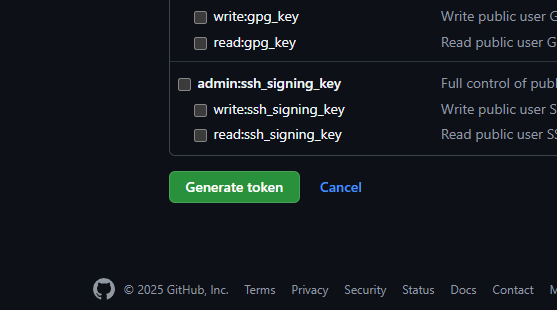 write:gpg_key Write public user G
read:gpg_key Read public user G
admin:ssh_signing_key Full control of publ
write:ssh_signing_key Write public user S
read:ssh_signing_key Read public user SS
Generate token Cancel
© 2025 GitHub, Inc. Terms Privacy Security Status Docs Contact M